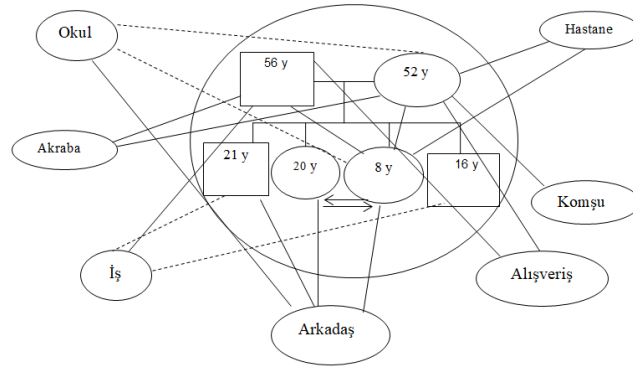 Okul
Hastane
56 y
52 y
Akraba
21 y
20 y
8 y
16 y
Komşu
İş
Alışveriş
Arkadaş